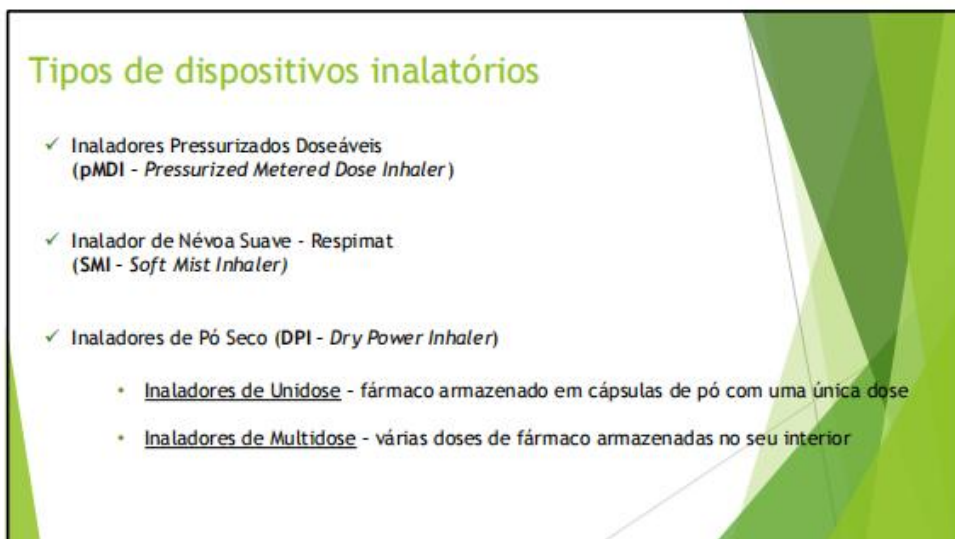 Tipos de dispositivos inalatórios
✓ Inaladores Pressurizados Doseáveis
(pMDI – Pressurized Metered Dose Inhaler)
✓ Inalador de Névoa Suave - Respimat
(SMI – Soft Mist Inhaler)
✓ Inaladores de Pó Seco (DPI – Dry Power Inhaler)
• Inaladores de Unidose – fármaco armazenado em cápsulas de pó com uma única dose
• Inaladores de Multidose – várias doses de fármaco armazenadas no seu interior